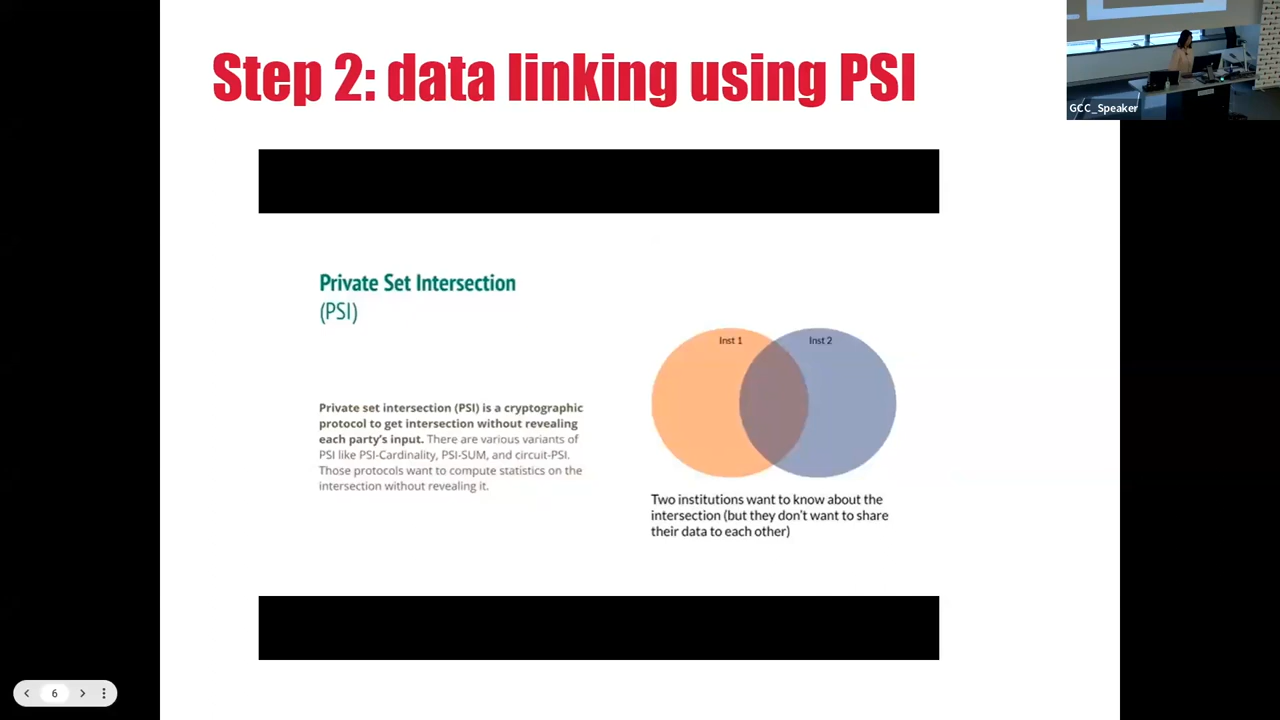 Step 2: data linking using PSI
GCC_Speaker
Private Set Intersection
(PSI)
Private set intersection (PSI) is a cryptographic
protocol to get intersection without revealing
each party's input. There are various variants of
PSI like PSI-Cardinality, PSI-SUM, and circuit-PSI.
Those protocols want to compute statistics on the
intersection without revealing it.
Inst 1
Inst 2
Two institutions want to know about the
intersection (but they don't want to share
their data to each other)
6